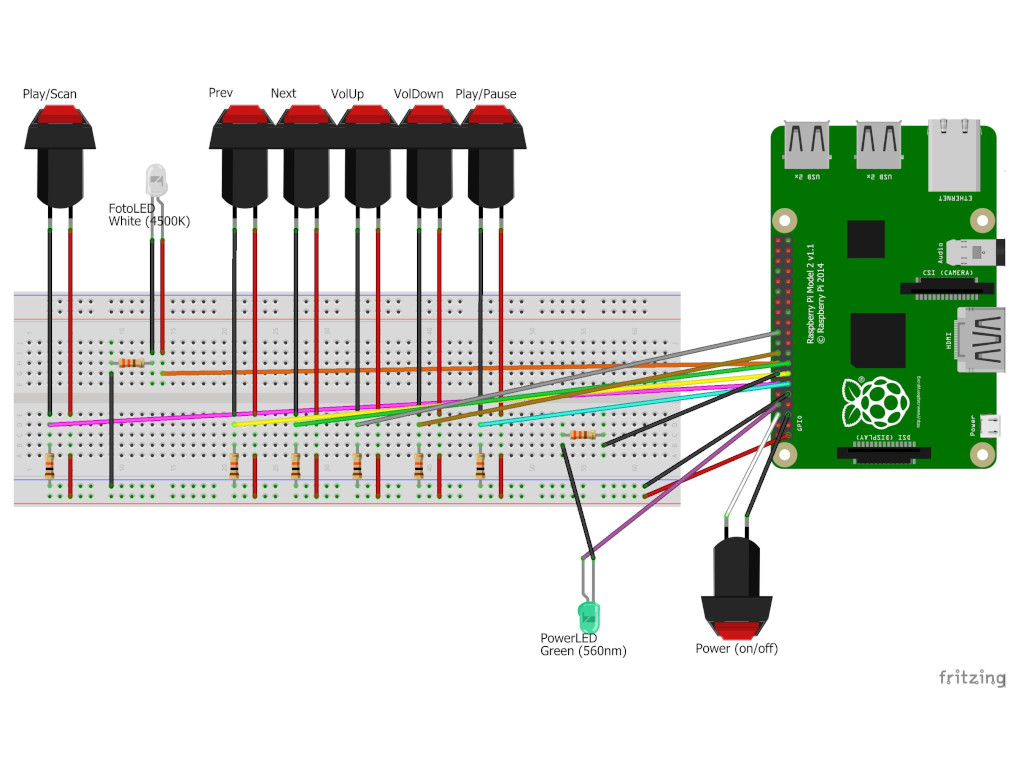 Play/Scan
Prev
Next
VolUp
VolDown
Play/Pause
FotoLED
White (4500K)
USB 2x
USB 2x
ETHERNET
Audio
CSI (CAMERA)
Raspberry Pi Model 2 v1.1
© Raspberry Pi 2014
HDMI
GPIO
DSI (DISPLAY)
Power
PowerLED
Green (560nm)
Power (on/off)
fritzing